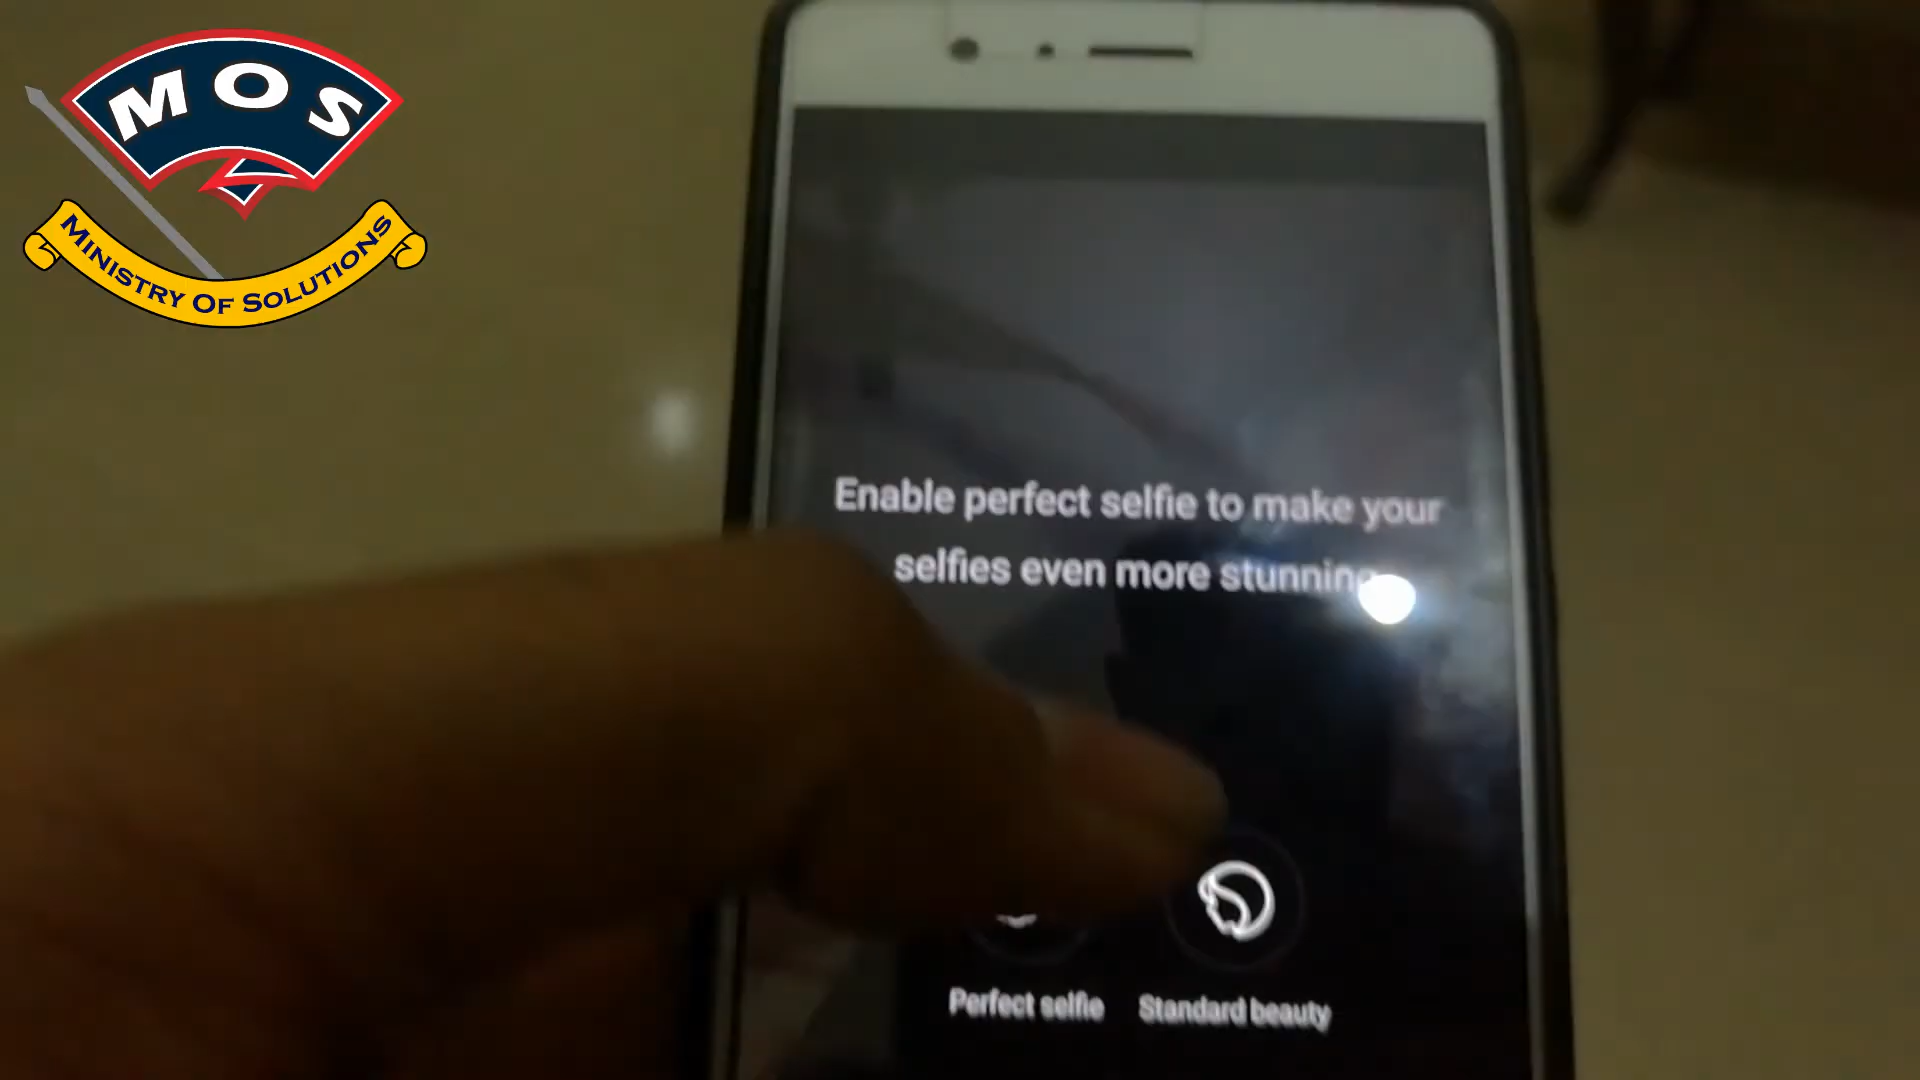 MOS
MINISTRY OF SOLUTIONS
Enable perfect selfie to make your
selfies even more stunning
Perfect selfie
Standard beauty